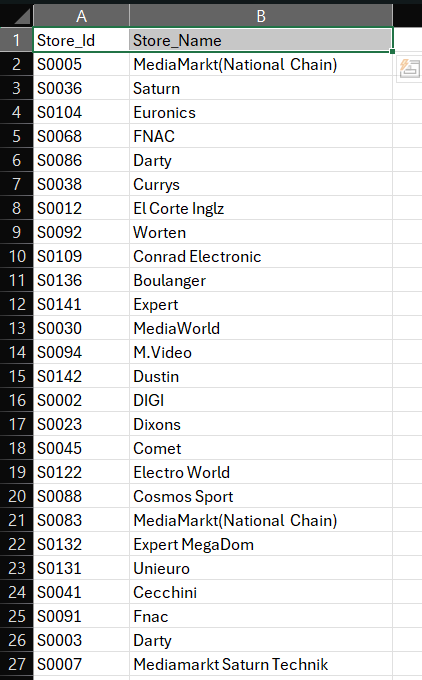 A B
1 Store_Id Store_Name
2 S0005 MediaMarkt(National Chain)
3 S0036 Saturn
4 S0104 Euronics
5 S0068 FNAC
6 S0086 Darty
7 S0038 Currys
8 S0012 El Corte Inglz
9 S0092 Worten
10 S0109 Conrad Electronic
11 S0136 Boulanger
12 S0141 Expert
13 S0030 MediaWorld
14 S0094 M.Video
15 S0142 Dustin
16 S0002 DIGI
17 S0023 Dixons
18 S0045 Comet
19 S0122 Electro World
20 S0088 Cosmos Sport
21 S0083 MediaMarkt(National Chain)
22 S0132 Expert MegaDom
23 S0131 Unieuro
24 S0041 Cecchini
25 S0091 Fnac
26 S0003 Darty
27 S0007 Mediamarkt Saturn Technik